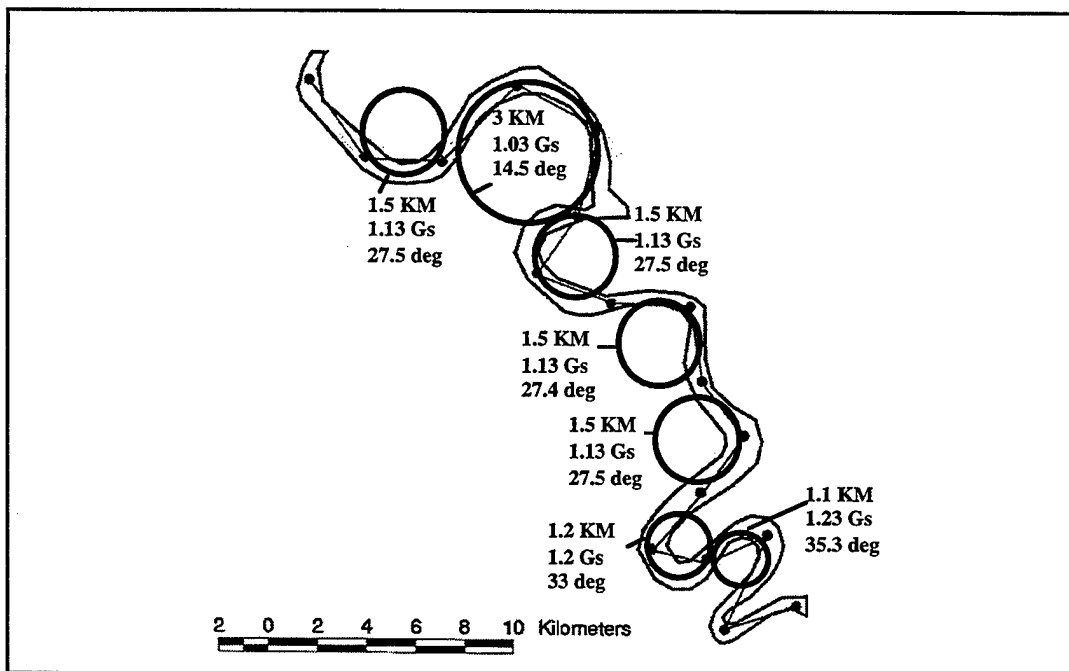 3 KM
1.03 Gs
14.5 deg
1.5 KM
1.13 Gs
27.5 deg
1.5 KM
1.13 Gs
27.5 deg
1.5 KM
1.13 Gs
27.4 deg
1.5 KM
1.13 Gs
27.5 deg
1.1 KM
1.23 Gs
35.3 deg
1.2 KM
1.2 Gs
33 deg
2 0 2 4 6 8 10 Kilometers